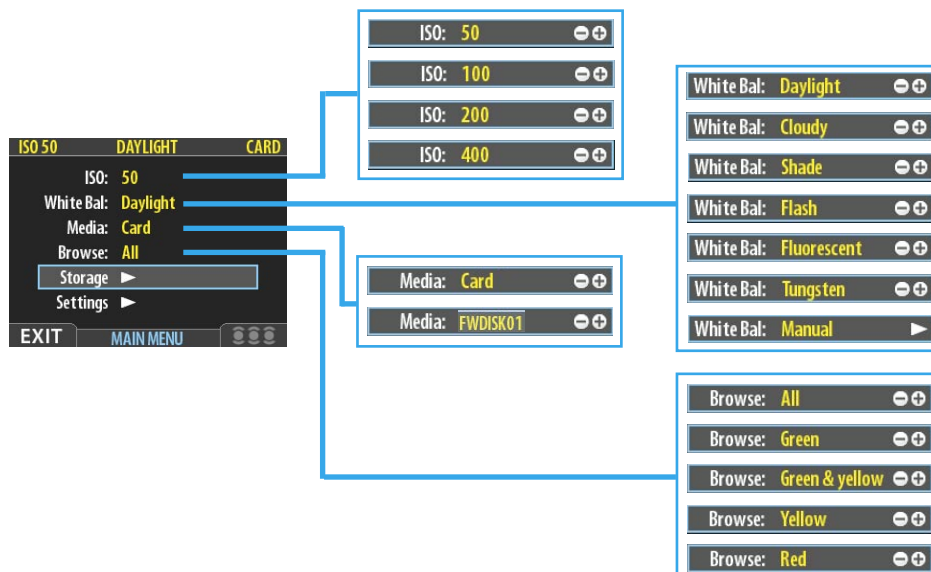 ISO 50 DAYLIGHT CARD
ISO: 50
White Bal: Daylight
Media: Card
Browse: All
Storage
Settings
EXIT MAIN MENU
ISO: 50
ISO: 100
ISO: 200
ISO: 400
Media: Card
Media: FWDISK01
White Bal: Daylight
White Bal: Cloudy
White Bal: Shade
White Bal: Flash
White Bal: Fluorescent
White Bal: Tungsten
White Bal: Manual
Browse: All
Browse: Green
Browse: Green & yellow
Browse: Yellow
Browse: Red